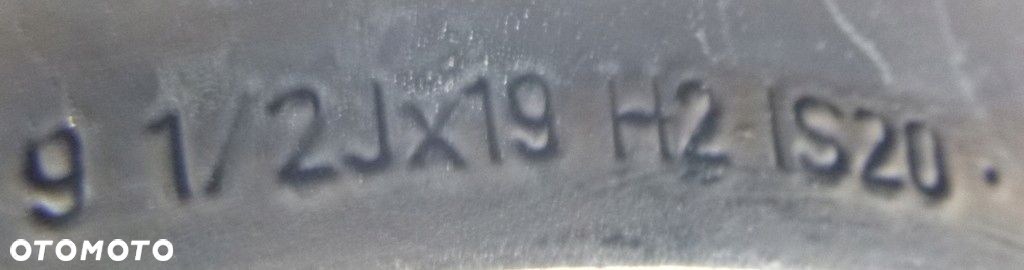 9 1/2Jx19 H2 IS20.
OTOMOTO